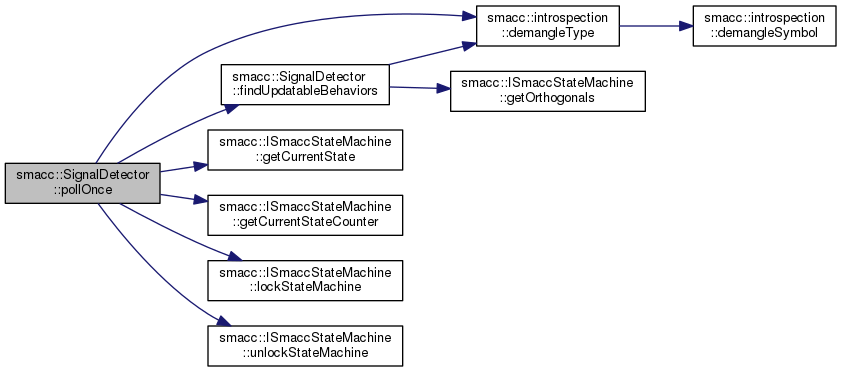 smacc::SignalDetector
::pollOnce
smacc::introspection
::demangleType
smacc::introspection
::demangleSymbol
smacc::SignalDetector
::findUpdatableBehaviors
smacc::ISmaccStateMachine
::getOrthogonals
smacc::ISmaccStateMachine
::getCurrentState
smacc::ISmaccStateMachine
::getCurrentStateCounter
smacc::ISmaccStateMachine
::lockStateMachine
smacc::ISmaccStateMachine
::unlockStateMachine